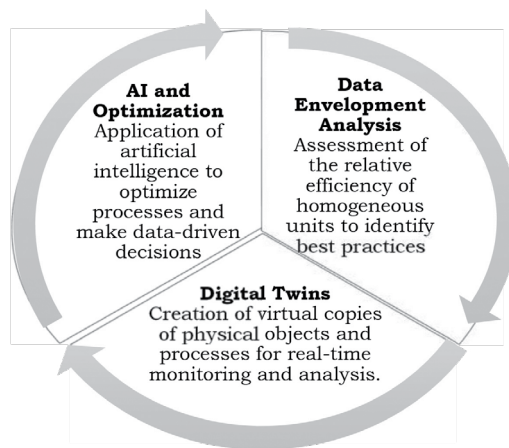 AI and
Optimization
Application of
artificial
intelligence to
optimize
processes and
make data-driven
decisions
Data
Envelopment
Analysis
Assessment of
the relative
efficiency of
homogeneous
units to identify
best practices
Digital Twins
Creation of virtual copies
of physical objects and
processes for real-time
monitoring and analysis.